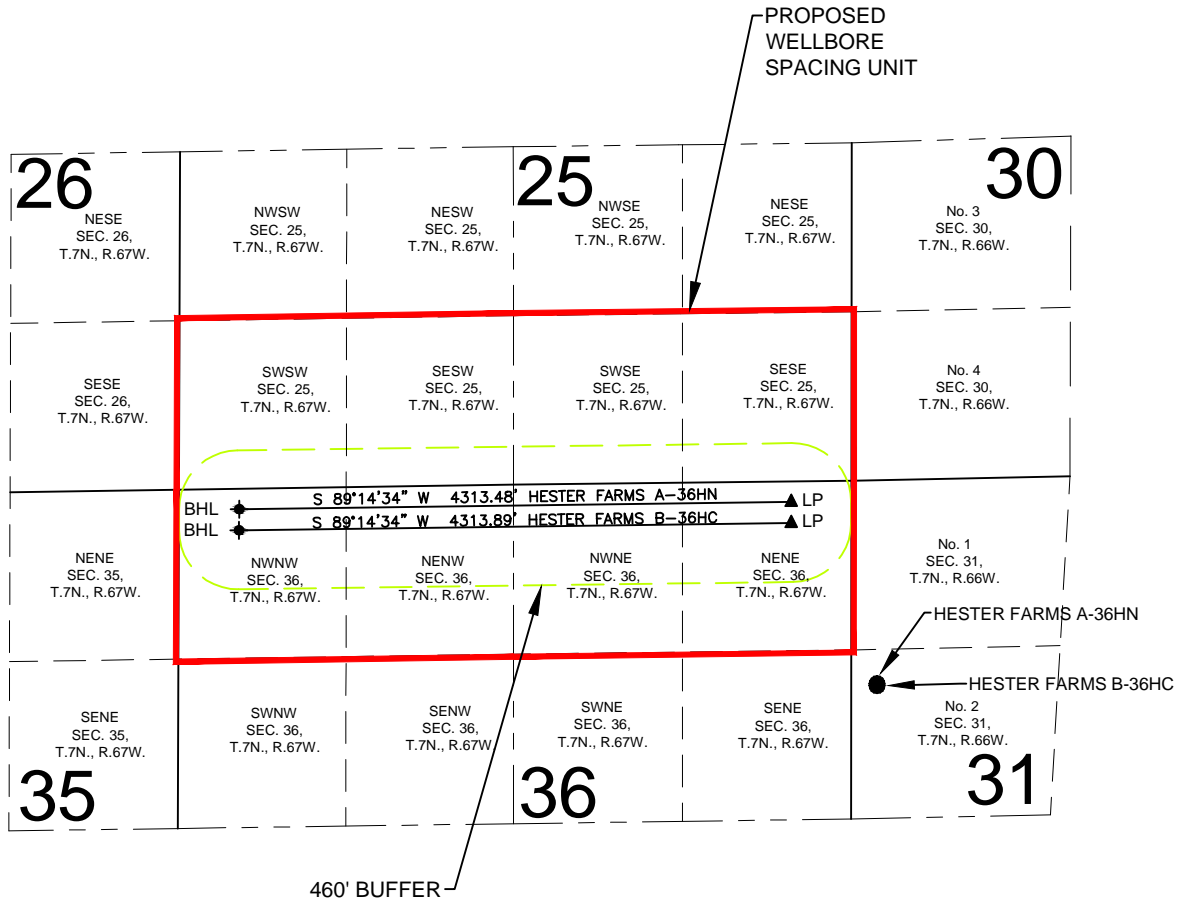 PROPOSED
WELLBORE
SPACING UNIT
26
25
30
NESE
SEC. 26,
T.7N., R.67W.
NWSW
SEC. 25,
T.7N., R.67W.
NESW
SEC. 25,
T.7N., R.67W.
NWSE
SEC. 25,
T.7N., R.67W.
NESE
SEC. 25,
T.7N., R.67W.
No. 3
SEC. 30,
T.7N., R.66W.
SESE
SEC. 26,
T.7N., R.67W.
SWSW
SEC. 25,
T.7N., R.67W.
SESW
SEC. 25,
T.7N., R.67W.
SWSE
SEC. 25,
T.7N., R.67W.
SESE
SEC. 25,
T.7N., R.67W.
No. 4
SEC. 30,
T.7N., R.66W.
BHL S 89°14'34" W 4313.48' HESTER FARMS A-36HN LP
BHL S 89°14'34" W 4313.89' HESTER FARMS B-36HC LP
NENE
SEC. 35,
T.7N., R.67W.
NWNW
SEC. 36,
T.7N., R.67W.
NENW
SEC. 36,
T.7N., R.67W.
NWNE
SEC. 36,
T.7N., R.67W.
NENE
SEC. 36,
T.7N., R.67W.
No. 1
SEC. 31,
T.7N., R.66W.
HESTER FARMS A-36HN
HESTER FARMS B-36HC
SENE
SEC. 35,
T.7N., R.67W.
SWNW
SEC. 36,
T.7N., R.67W.
SENW
SEC. 36,
T.7N., R.67W
SWNE
SEC. 36,
T.7N., R.67W.
SENE
SEC. 36,
T.7N., R.67W.
No. 2
SEC. 31,
T.7N., R.66W.
35
36
31
460' BUFFER